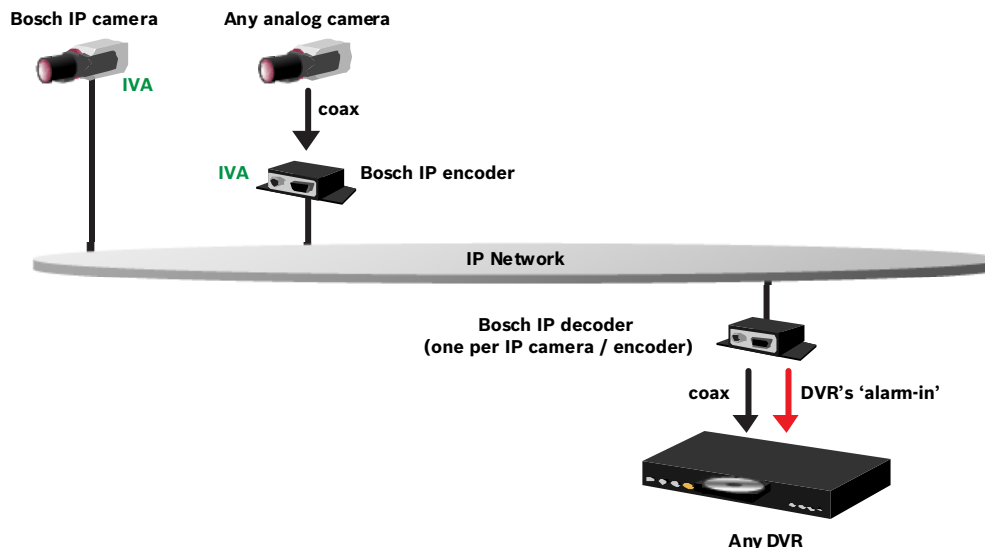 Bosch IP camera
Any analog camera
IVA
coax
IVA
Bosch IP encoder
IP Network
Bosch IP decoder
(one per IP camera / encoder)
coax
DVR's ‘alarm-in’
Any DVR